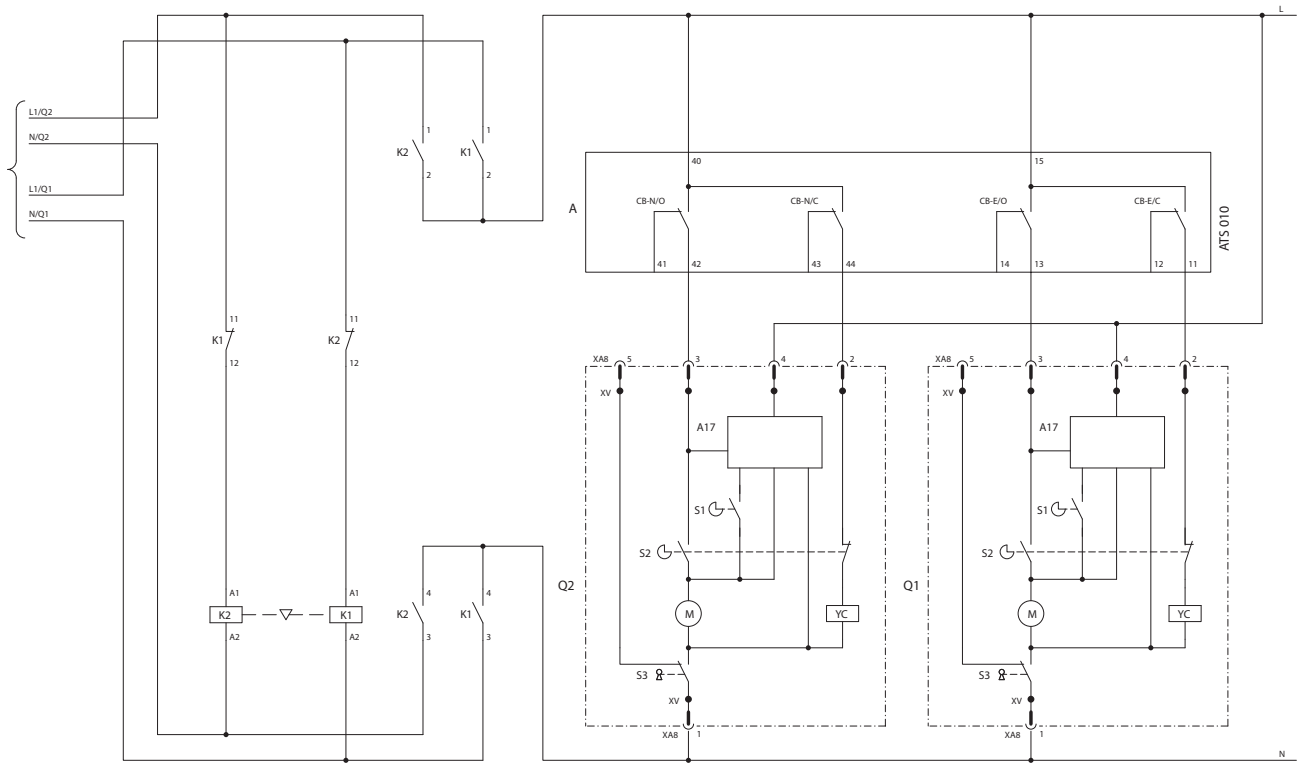 L
L1/Q2
N/Q2
L1/Q1
N/Q1
1 1
K2 K1
2 2
40 15
A
CB-N/O CB-N/C CB-E/O CB-E/C
ATS 010
41 42 43 44 14 13 12 11
11 11
K1 K2
12 12
XA8 5 3 4 2 XA8 5 3 4 2
XV XV
A17 A17
S1 S1
S2 S2
Q2 Q1
A1 A1 4 4
K2 K1 K2 K1
M YC M YC
A2 A2 3 3
S3 S3
XV XV
XA8 1 XA8 1
N